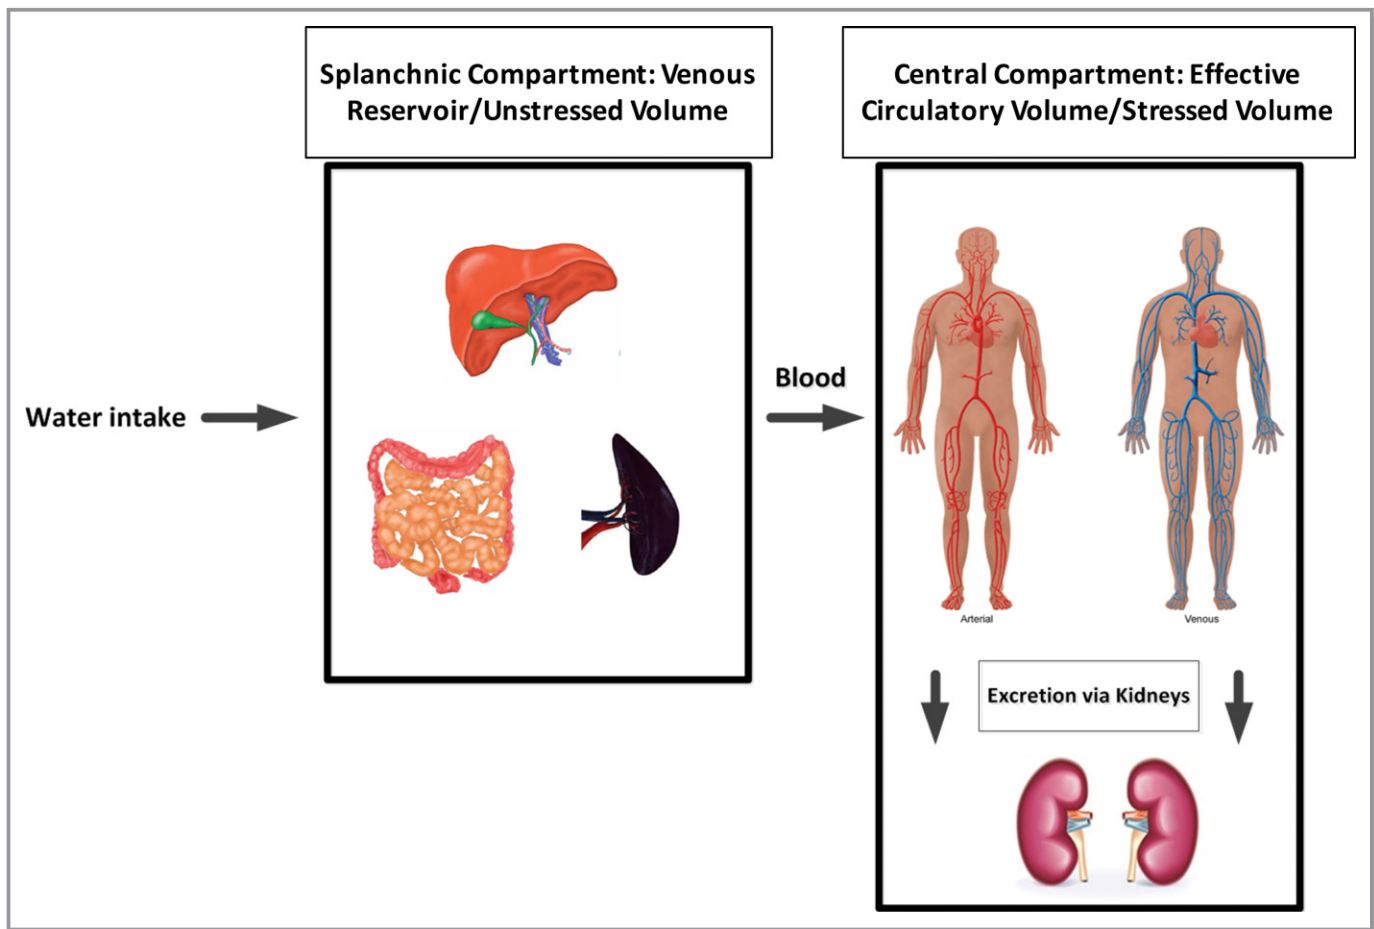 Splanchnic Compartment: Venous
Reservoir/Unstressed Volume
Central Compartment: Effective
Circulatory Volume/Stressed Volume
Water intake
Blood
Arterial
Venous
Excretion via Kidneys